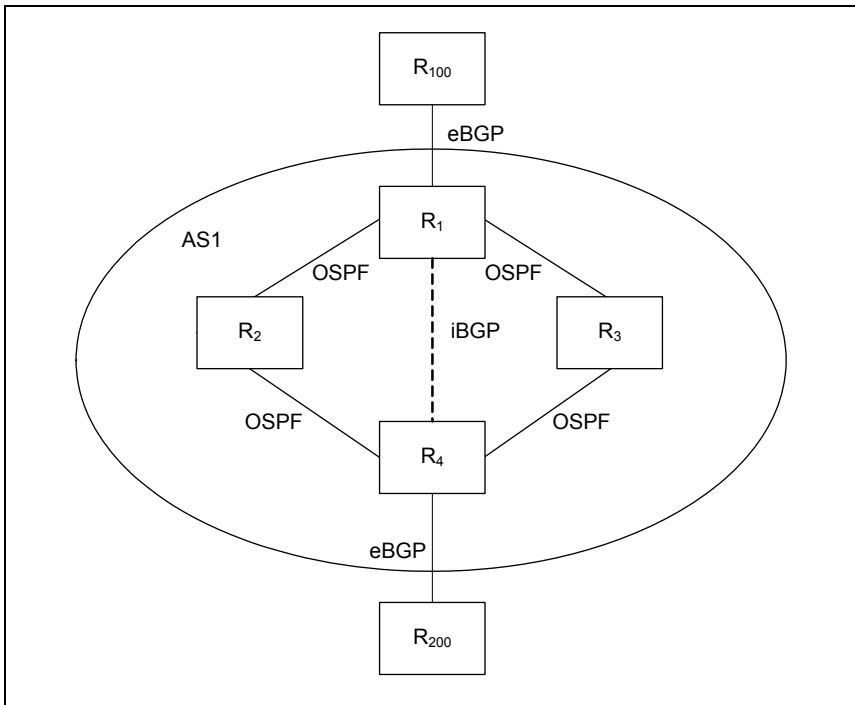 R100
eBGP
R1
AS1
OSPF
OSPF
R2
iBGP
R3
OSPF
OSPF
R4
eBGP
R200